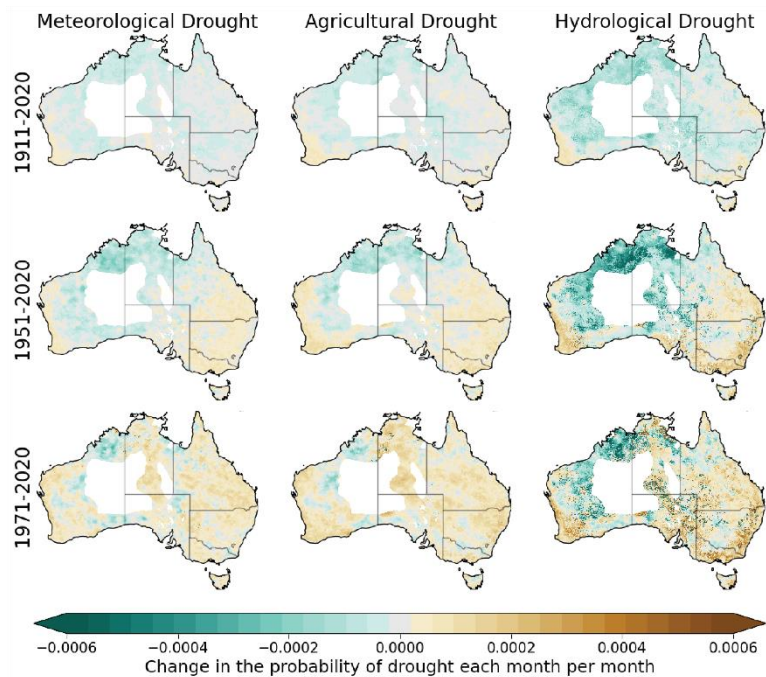 Meteorological Drought Agricultural Drought Hydrological Drought
1911-2020
1951-2020
1971-2020
−0.0006 −0.0004 −0.0002 0.0000 0.0002 0.0004 0.0006
Change in the probability of drought each month per month